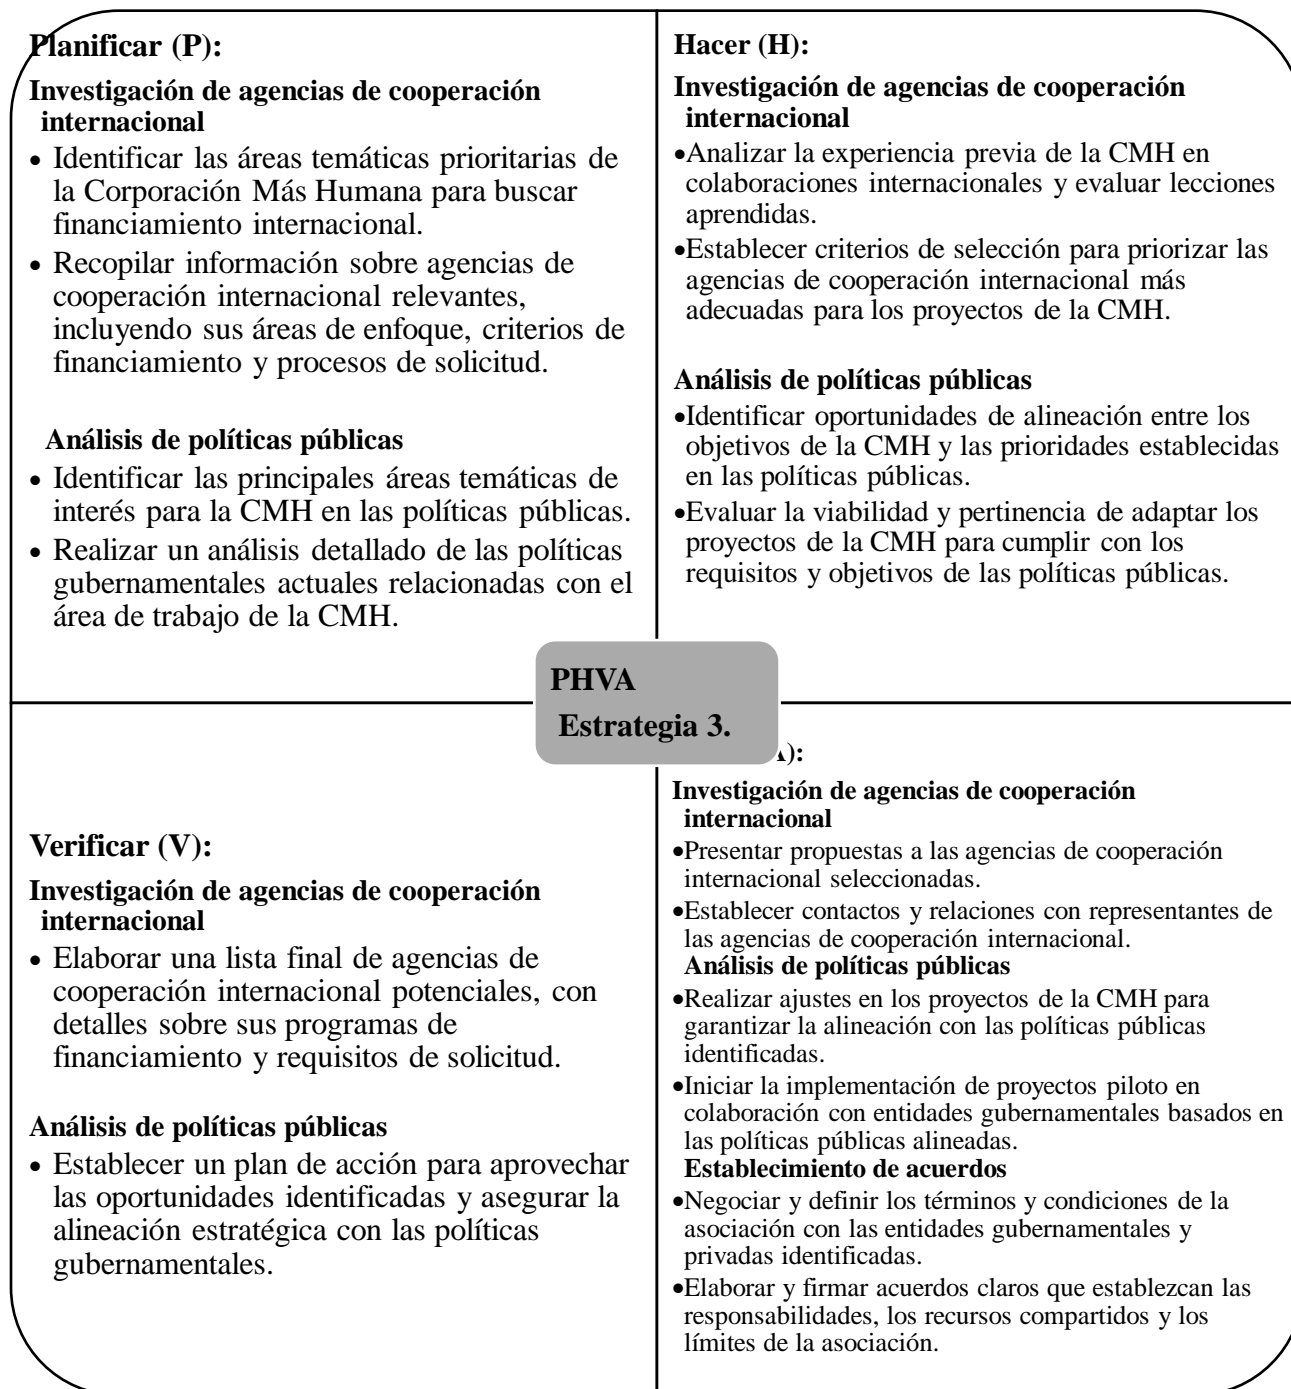 Planificar (P):
Investigación de agencias de cooperación
internacional
• Identificar las áreas temáticas prioritarias de
la Corporación Más Humana para buscar
financiamiento internacional.
• Recopilar información sobre agencias de
cooperación internacional relevantes,
incluyendo sus áreas de enfoque, criterios de
financiamiento y procesos de solicitud.
Análisis de políticas públicas
• Identificar las principales áreas temáticas de
interés para la CMH en las políticas públicas.
• Realizar un análisis detallado de las políticas
gubernamentales actuales relacionadas con el
área de trabajo de la CMH.
Hacer (H):
Investigación de agencias de cooperación
internacional
•Analizar la experiencia previa de la CMH en
colaboraciones internacionales y evaluar lecciones
aprendidas.
•Establecer criterios de selección para priorizar las
agencias de cooperación internacional más
adecuadas para los proyectos de la CMH.
Análisis de políticas públicas
•Identificar oportunidades de alineación entre los
objetivos de la CMH y las prioridades establecidas
en las políticas públicas.
•Evaluar la viabilidad y pertinencia de adaptar los
proyectos de la CMH para cumplir con los
requisitos y objetivos de las políticas públicas.
PHVA
Estrategia 3.
Verificar (V):
Investigación de agencias de cooperación
internacional
• Elaborar una lista final de agencias de
cooperación internacional potenciales, con
detalles sobre sus programas de
financiamiento y requisitos de solicitud.
Análisis de políticas públicas
• Establecer un plan de acción para aprovechar
las oportunidades identificadas y asegurar la
alineación estratégica con las políticas
gubernamentales.
):
Investigación de agencias de cooperación
internacional
•Presentar propuestas a las agencias de cooperación
internacional seleccionadas.
•Establecer contactos y relaciones con representantes de
las agencias de cooperación internacional.
Análisis de políticas públicas
•Realizar ajustes en los proyectos de la CMH para
garantizar la alineación con las políticas públicas
identificadas.
•Iniciar la implementación de proyectos piloto en
colaboración con entidades gubernamentales basados en
las políticas públicas alineadas.
Establecimiento de acuerdos
•Negociar y definir los términos y condiciones de la
asociación con las entidades gubernamentales y
privadas identificadas.
•Elaborar y firmar acuerdos claros que establezcan las
responsabilidades, los recursos compartidos y los
límites de la asociación.